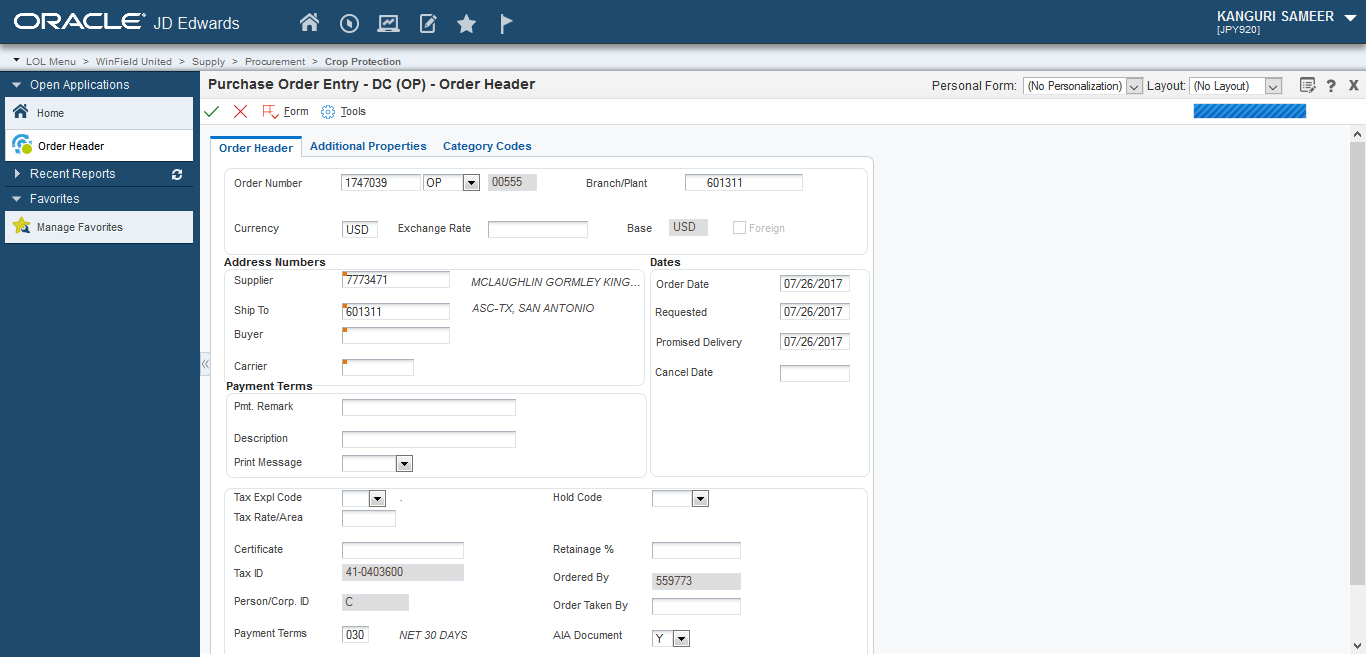 ORACLE® JD Edwards
KANGURI SAMEER
[JPY920]
LOL Menu > WinField United > Supply > Procurement > Crop Protection
Open Applications
Home
Order Header
Recent Reports
Favorites
Manage Favorites
Purchase Order Entry - DC (OP) - Order Header
Personal Form: (No Personalization) Layout: (No Layout) ? X
Form Tools
Order Header Additional Properties Category Codes
Order Number 1747039 OP 00555 Branch/Plant 601311
Currency USD Exchange Rate Base USD Foreign
Address Numbers
Supplier 7773471 MCLAUGHLIN GORMLEY KING...
Ship To 601311 ASC-TX, SAN ANTONIO
Buyer
Carrier
Dates
Order Date 07/26/2017
Requested 07/26/2017
Promised Delivery 07/26/2017
Cancel Date
Payment Terms
Pmt. Remark
Description
Print Message
Tax Expl Code . Hold Code
Tax Rate/Area
Certificate Retainage %
Tax ID 41-0403600 Ordered By 559773
Person/Corp. ID C Order Taken By
Payment Terms 030 NET 30 DAYS AIA Document Y